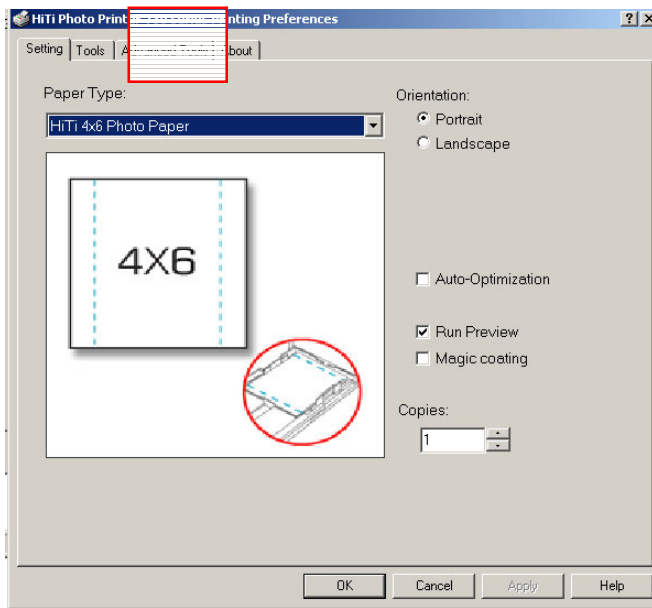 HiTi Photo Print nting Preferences
Setting Tools bout
Paper Type:
HiTi 4x6 Photo Paper
Orientation:
Portrait
Landscape
4X6
Auto-Optimization
Run Preview
Magic coating
Copies:
1
OK Cancel Apply Help